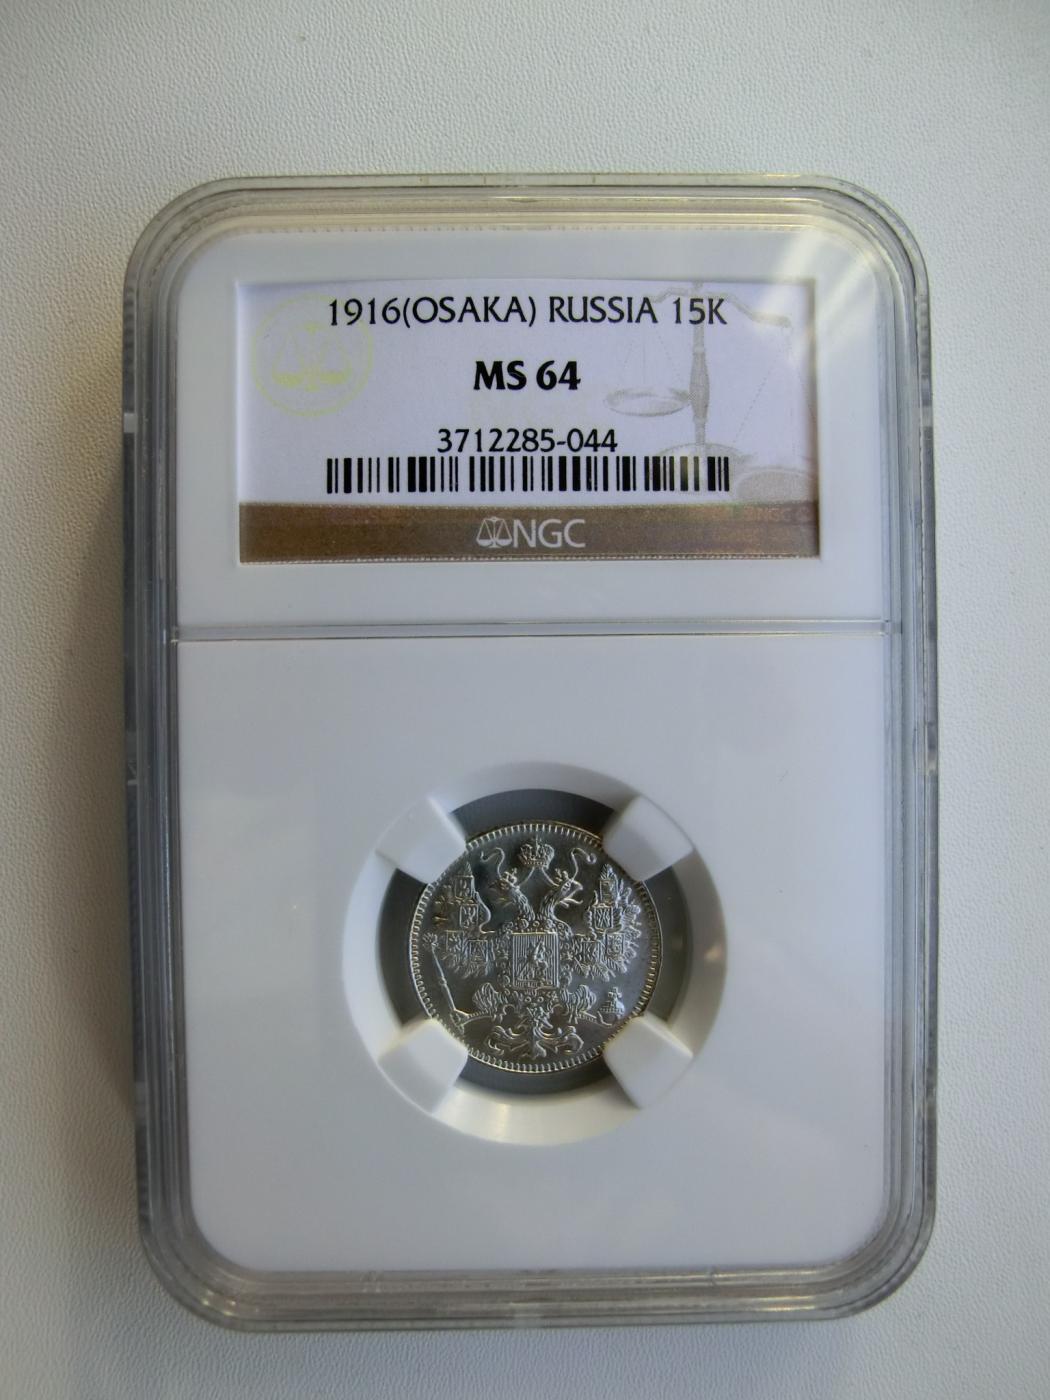 1916(OSAKA) RUSSIA 15K
MS 64
3712285-044
NGC